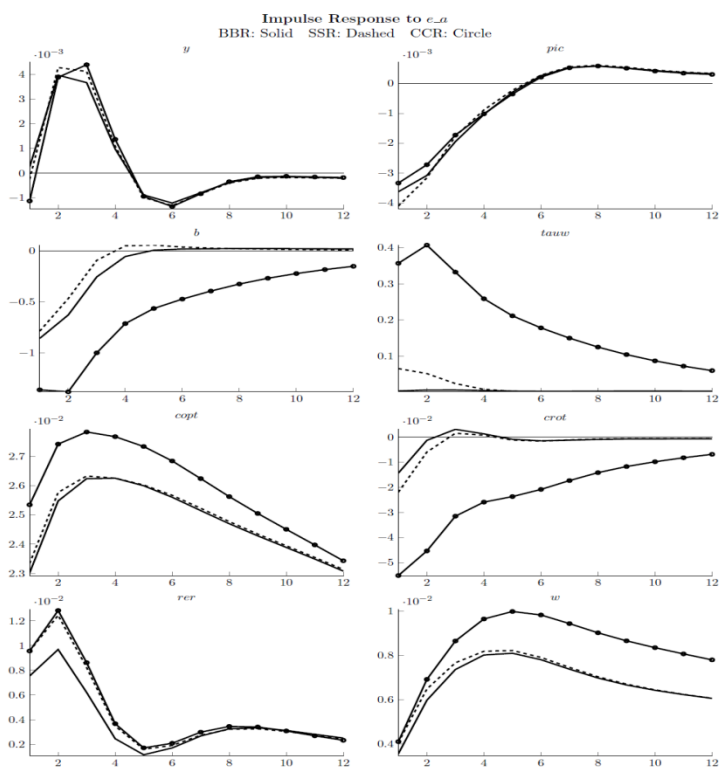 Impulse Response to e_a
BBR: Solid SSR: Dashed CCR: Circle
y
·10⁻³
4
3
2
1
0
−1
2 4 6 8 10 12
pic
·10⁻³
0
−1
−2
−3
−4
2 4 6 8 10 12
b
0
−0.5
−1
2 4 6 8 10 12
tauw
0.4
0.3
0.2
0.1
2 4 6 8 10 12
copt
·10⁻²
2.7
2.6
2.5
2.4
2.3
2 4 6 8 10 12
crot
·10⁻²
0
−1
−2
−3
−4
−5
2 4 6 8 10 12
rer
·10⁻²
1.2
1
0.8
0.6
0.4
0.2
2 4 6 8 10 12
w
·10⁻²
1
0.8
0.6
0.4
2 4 6 8 10 12